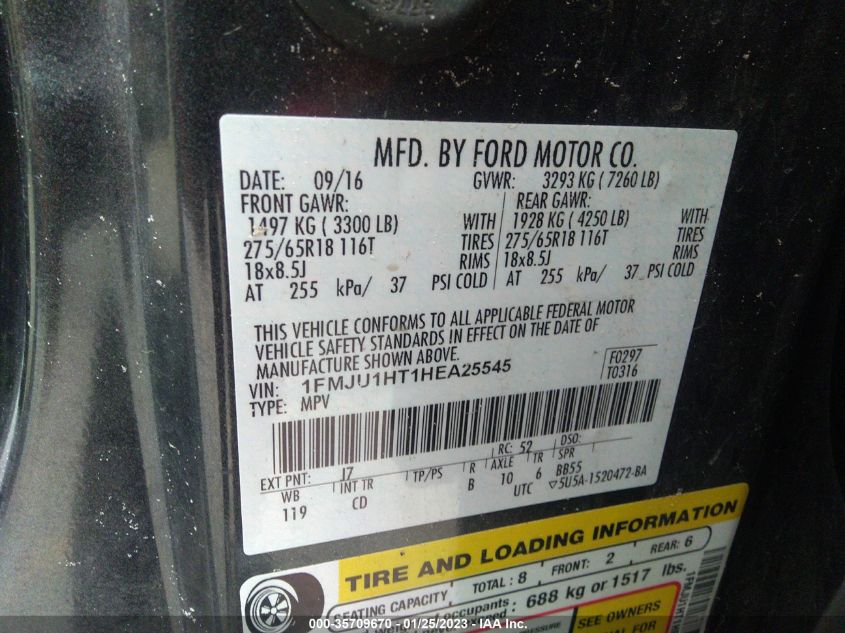 MFD. BY FORD MOTOR CO.
DATE: 09/16 GVWR: 3293 KG ( 7260 LB)
FRONT GAWR: REAR GAWR:
1497 KG ( 3300 LB) WITH 1928 KG ( 4250 LB) WITH
275/65R18 116T TIRES 275/65R18 116T TIRES
18x8.5J RIMS 18x8.5J RIMS
AT 255 kPa/ 37 PSI COLD AT 255 kPa/ 37 PSI COLD
THIS VEHICLE CONFORMS TO ALL APPLICABLE FEDERAL MOTOR
VEHICLE SAFETY STANDARDS IN EFFECT ON THE DATE OF
MANUFACTURE SHOWN ABOVE.
F0297
VIN: 1FMJU1HT1HEA25545 T0316
TYPE: MPV
RC: 52 DSO:
EXT PNT: J7
WB INT TR TP/PS R AXLE TR SPR
119 CD B 10 6 BB55
UTC ▽5U5A-1520472-BA
TIRE AND LOADING INFORMATION
SEATING CAPACITY TOTAL : 8 FRONT: 2 REAR: 6
occupants : 688 kg or 1517 lbs.
SEE OWNERS
MANUAL FOR
000-35709670 - 01/25/2023 - IAA Inc.